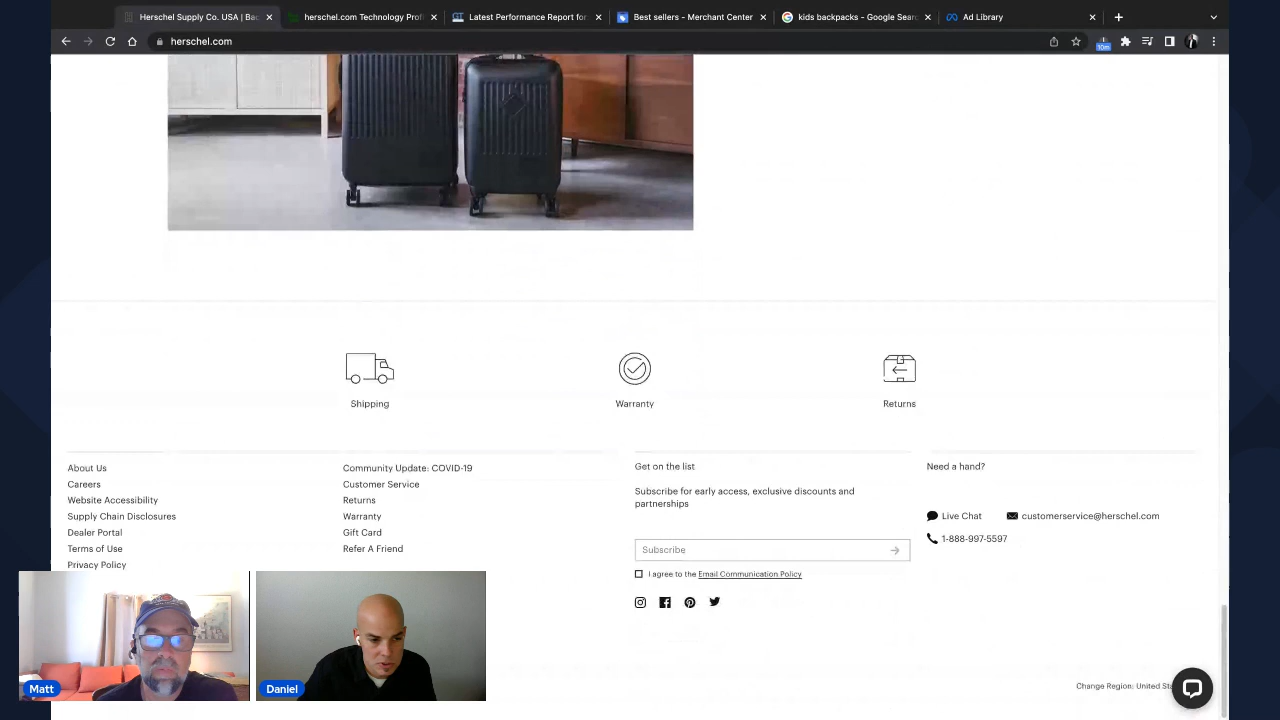 Herschel Supply Co. USA | Bac
herschel.com Technology Profi
Latest Performance Report for
Best sellers - Merchant Center
kids backpacks - Google Searc
Ad Library
herschel.com
10m
Shipping
Warranty
Returns
About Us
Careers
Website Accessibility
Supply Chain Disclosures
Dealer Portal
Terms of Use
Privacy Policy
Community Update: COVID-19
Customer Service
Returns
Warranty
Gift Card
Refer A Friend
Get on the list
Subscribe for early access, exclusive discounts and
partnerships
Subscribe
I agree to the Email Communication Policy
Need a hand?
Live Chat
customerservice@herschel.com
1-888-997-5597
Change Region: United Sta
Matt
Daniel